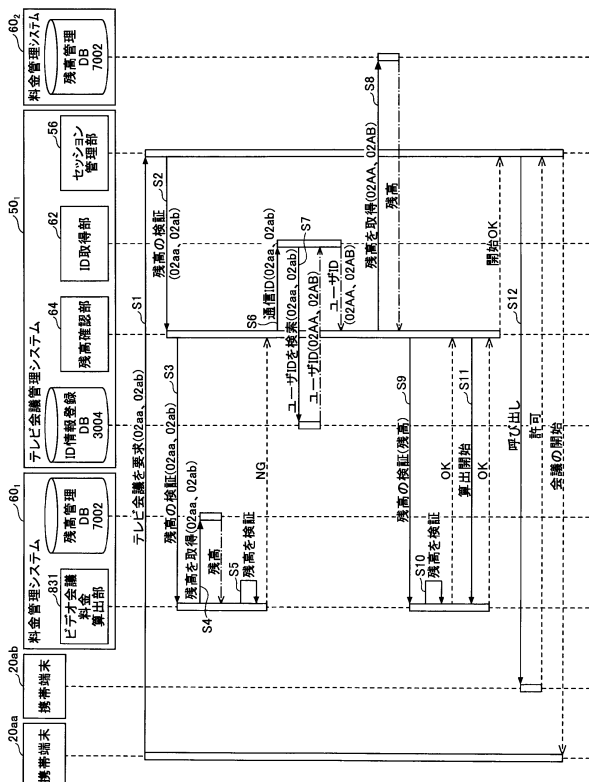 20aa
携帯端末
20ab
携帯端末
料金管理システム
60₁
ビデオ会議
料金
算出部
831
残高管理
DB
7002
テレビ会議管理システム
50₁
ID情報登録
DB
3004
残高確認部
64
ID取得部
62
セッション
管理部
56
料金管理システム
60₂
残高管理
DB
7002
テレビ会議を要求(02aa、02ab)
S1
残高の検証
(02aa、02ab)
S2
残高の検証(02aa、02ab)
S3
残高を取得(02aa、02ab)
S4
残高
残高を検証
S5
NG
通信ID(02aa、02ab)
S6
ユーザIDを検索(02aa、02ab)
S7
ユーザID(02AA、02AB)
ユーザID
(02AA、02AB)
残高を取得(02AA、02AB)
S8
残高
残高の検証(残高)
S9
残高を検証
S10
OK
算出開始
S11
OK
開始OK
呼び出し
S12
許可
会議の開始